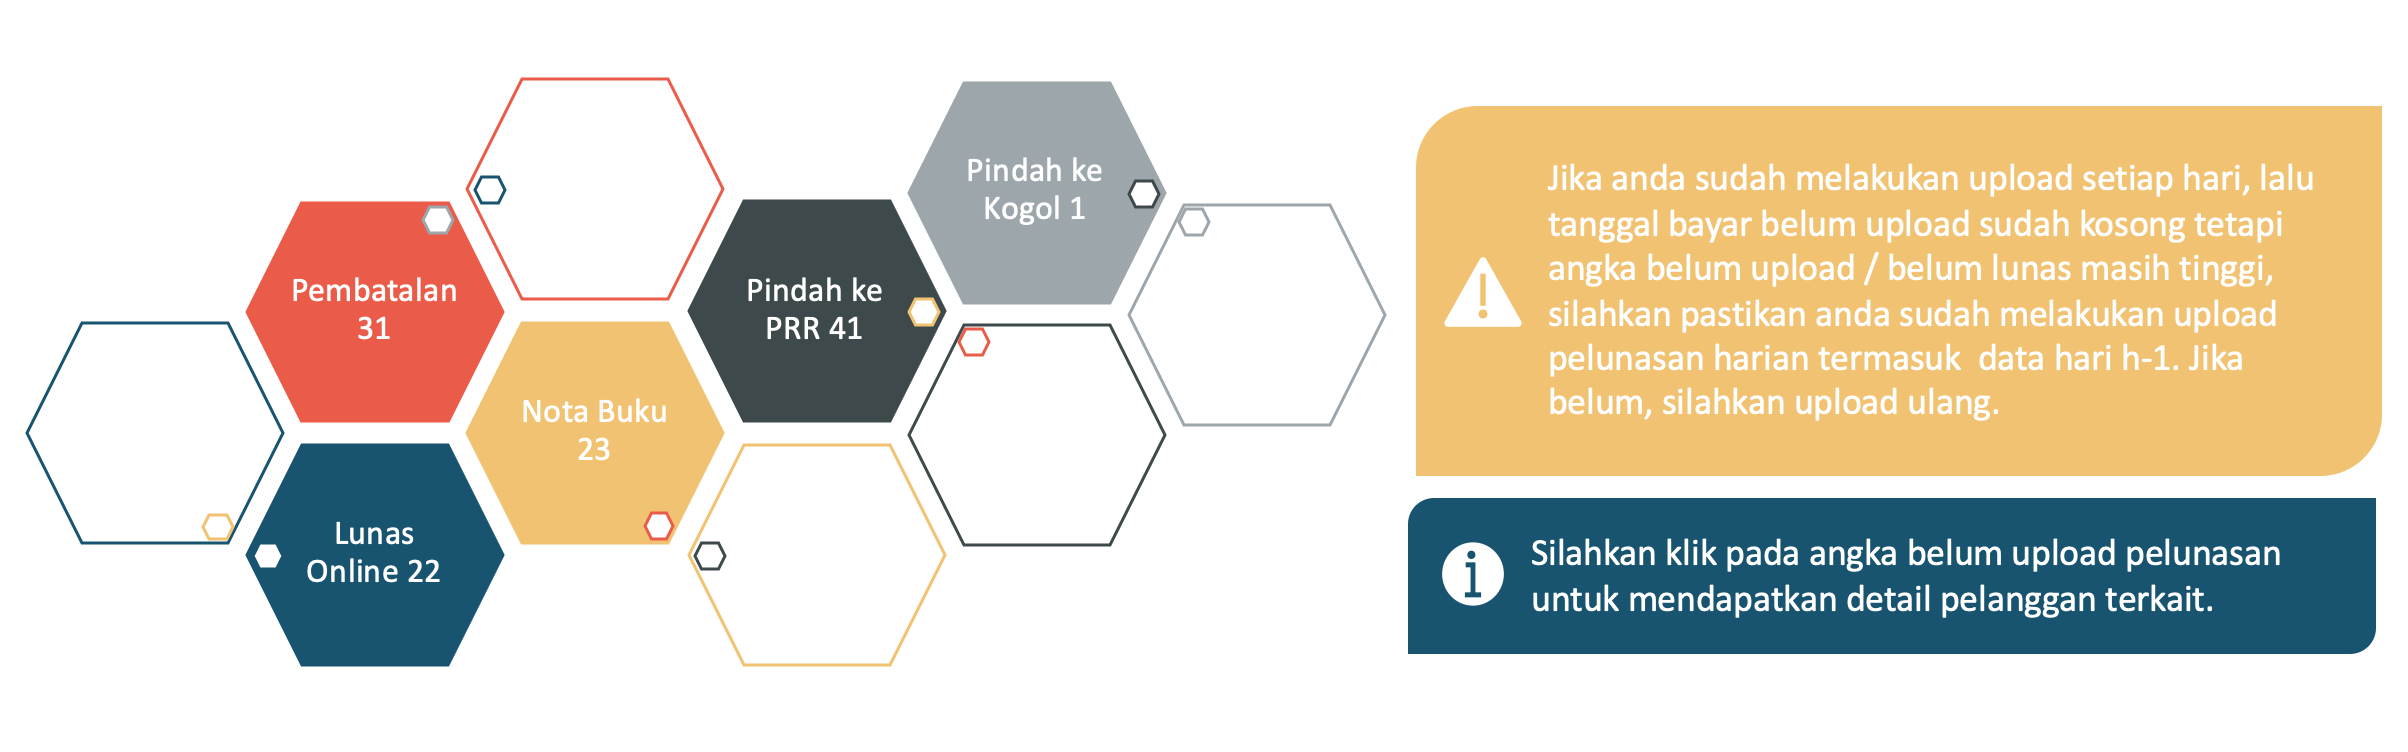 Pembatalan
31
Lunas
Online 22
Nota Buku
23
Pindah ke
PRR 41
Pindah ke
Kogol 1
Jika anda sudah melakukan upload setiap hari, lalu
tanggal bayar belum upload sudah kosong tetapi
angka belum upload / belum lunas masih tinggi,
silahkan pastikan anda sudah melakukan upload
pelunasan harian termasuk  data hari h-1. Jika
belum, silahkan upload ulang.
Silahkan klik pada angka belum upload pelunasan
untuk mendapatkan detail pelanggan terkait.